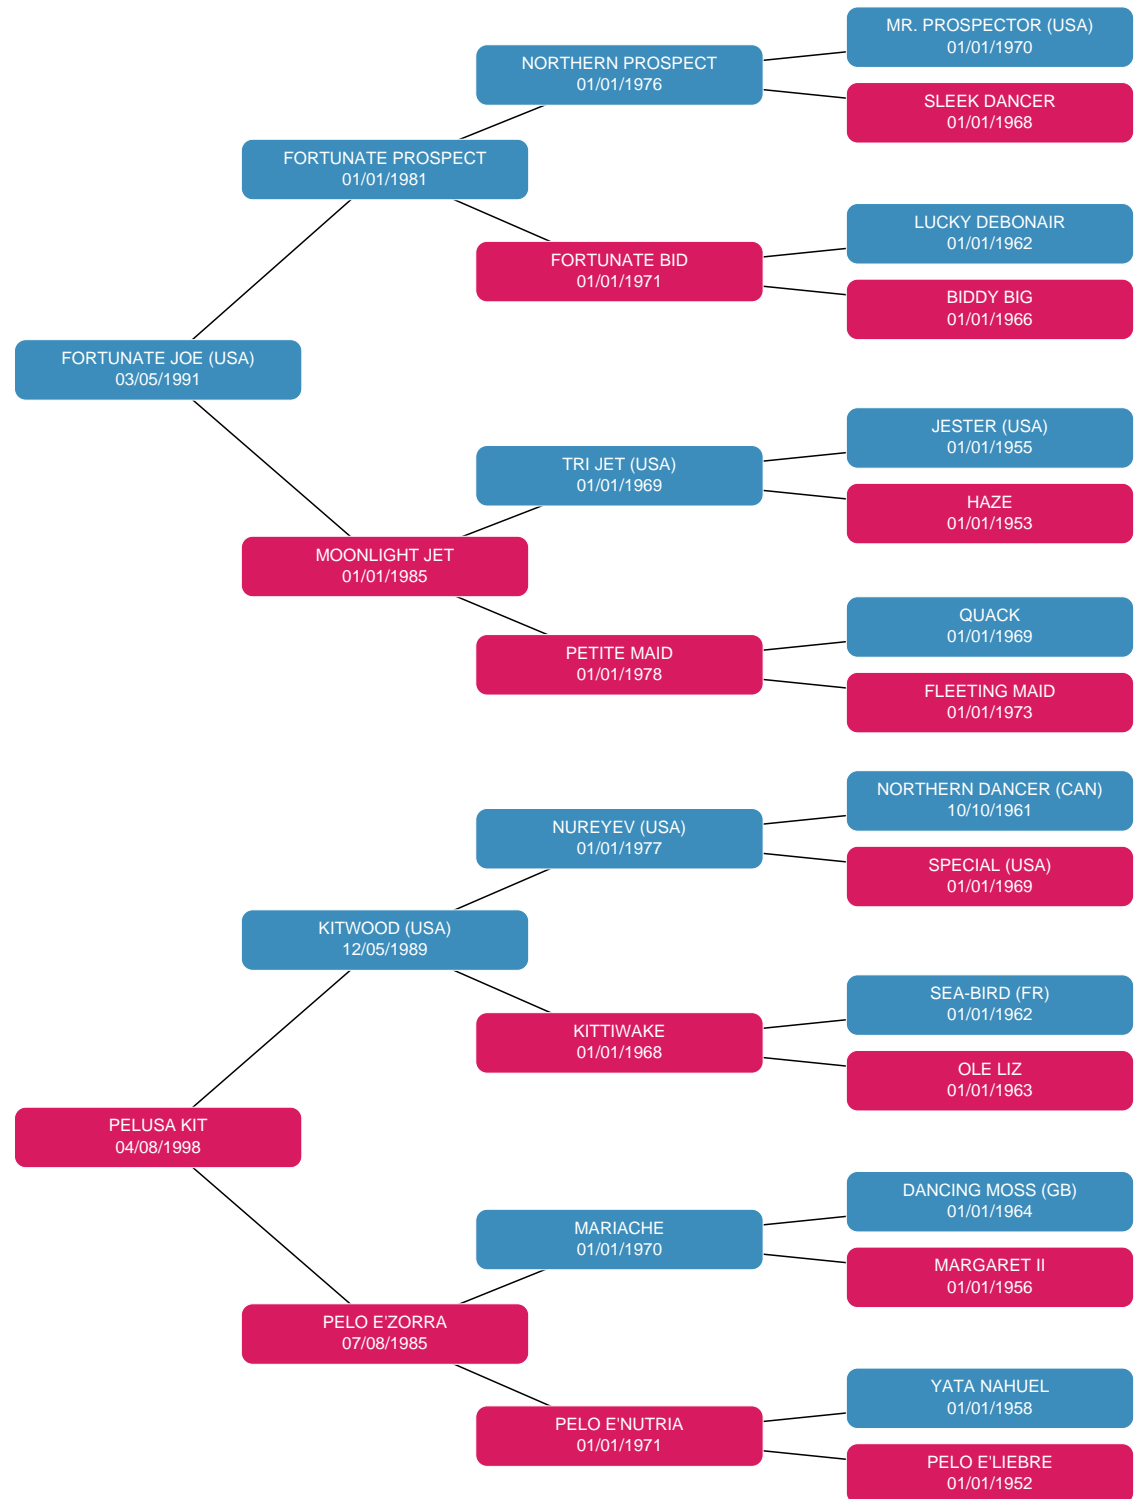 MR. PROSPECTOR (USA)
01/01/1970
NORTHERN PROSPECT
01/01/1976
SLEEK DANCER
01/01/1968
FORTUNATE PROSPECT
01/01/1981
LUCKY DEBONAIR
01/01/1962
FORTUNATE BID
01/01/1971
BIDDY BIG
01/01/1966
FORTUNATE JOE (USA)
03/05/1991
JESTER (USA)
01/01/1955
TRI JET (USA)
01/01/1969
HAZE
01/01/1953
MOONLIGHT JET
01/01/1985
QUACK
01/01/1969
PETITE MAID
01/01/1978
FLEETING MAID
01/01/1973
NORTHERN DANCER (CAN)
10/10/1961
NUREYEV (USA)
01/01/1977
SPECIAL (USA)
01/01/1969
KITWOOD (USA)
12/05/1989
SEA-BIRD (FR)
01/01/1962
KITTIWAKE
01/01/1968
OLE LIZ
01/01/1963
PELUSA KIT
04/08/1998
DANCING MOSS (GB)
01/01/1964
MARIACHE
01/01/1970
MARGARET II
01/01/1956
PELO E'ZORRA
07/08/1985
YATA NAHUEL
01/01/1958
PELO E'NUTRIA
01/01/1971
PELO E'LIEBRE
01/01/1952